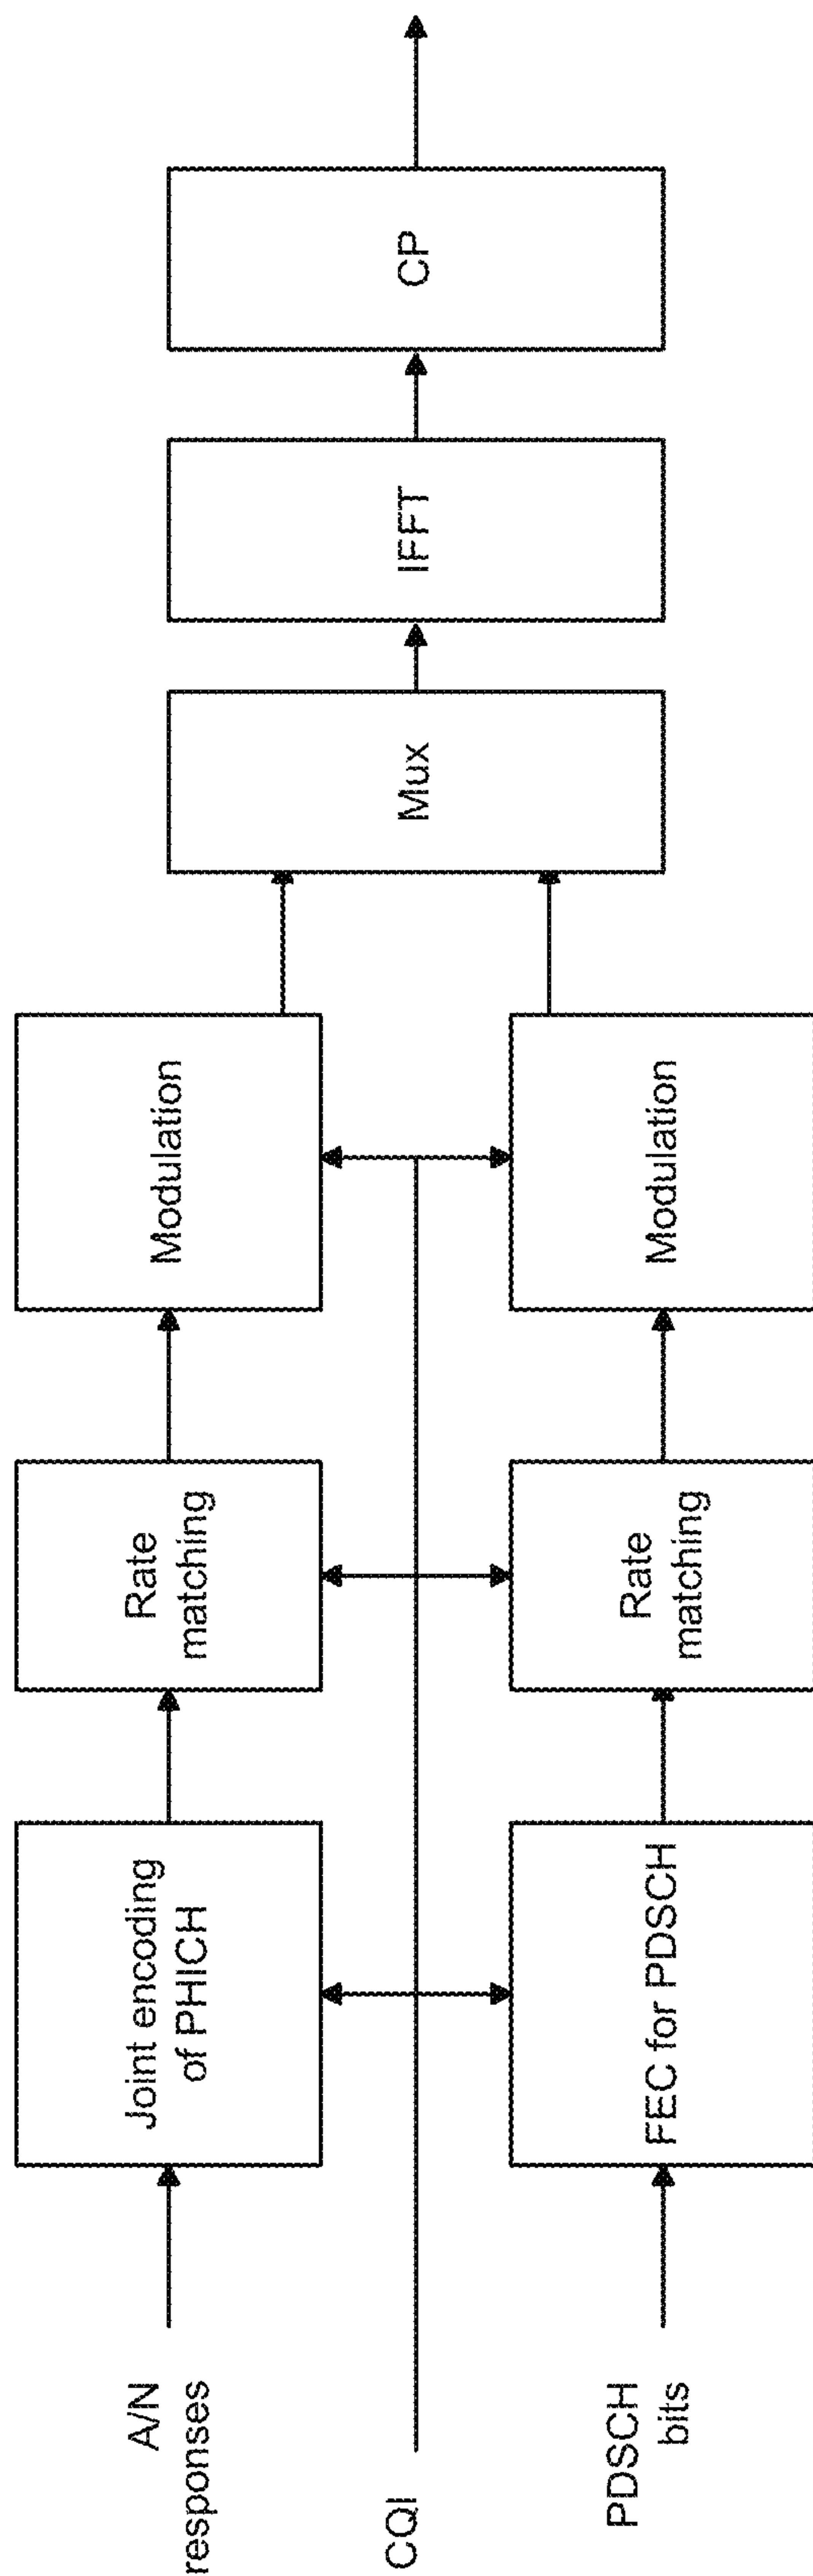 A/N
responses
Joint encoding
of PHICH
Rate
matching
Modulation
CQI
PDSCH
bits
FEC for PDSCH
Rate
matching
Modulation
Mux
IFFT
CP